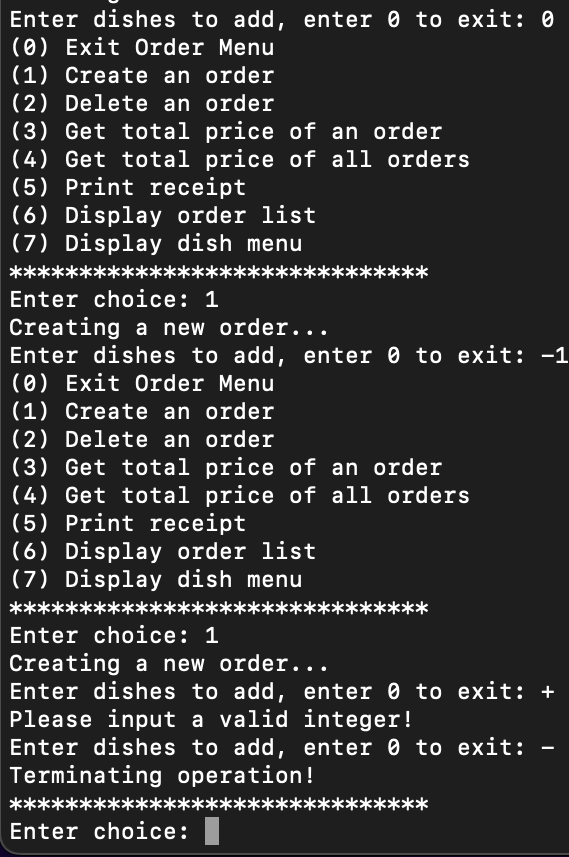 Enter dishes to add, enter 0 to exit: 0
(0) Exit Order Menu
(1) Create an order
(2) Delete an order
(3) Get total price of an order
(4) Get total price of all orders
(5) Print receipt
(6) Display order list
(7) Display dish menu
******************************
Enter choice: 1
Creating a new order...
Enter dishes to add, enter 0 to exit: -1
(0) Exit Order Menu
(1) Create an order
(2) Delete an order
(3) Get total price of an order
(4) Get total price of all orders
(5) Print receipt
(6) Display order list
(7) Display dish menu
******************************
Enter choice: 1
Creating a new order...
Enter dishes to add, enter 0 to exit: +
Please input a valid integer!
Enter dishes to add, enter 0 to exit: -
Terminating operation!
******************************
Enter choice: